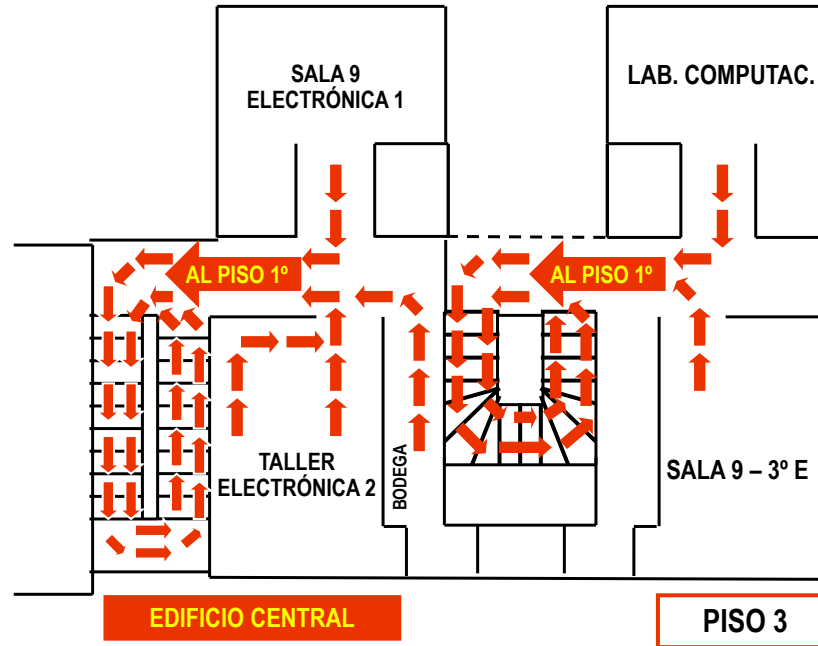 SALA 9
ELECTRÓNICA 1
LAB. COMPUTAC.
AL PISO 1º
AL PISO 1º
TALLER
ELECTRÓNICA 2
BODEGA
SALA 9 – 3º E
EDIFICIO CENTRAL
PISO 3